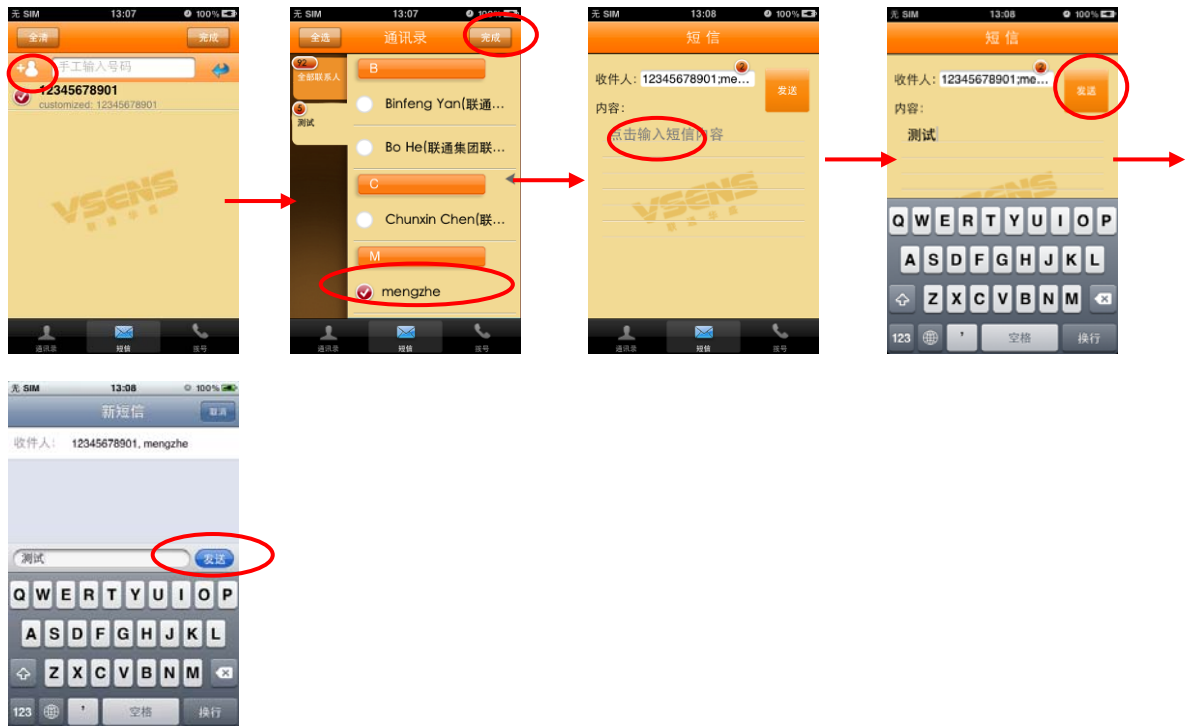 无 SIM 13:07 100%
全清 完成
手工输入号码
12345678901
customized: 12345678901
VSENS
通讯录 短信 拨号
无 SIM 13:07 100%
全选 通讯录 完成
92
全部联系人
5
测试
B
Binfeng Yan(联通...
Bo He(联通集团联...
C
Chunxin Chen(联...
M
mengzhe
通讯录 短信 拨号
无 SIM 13:08 100%
短 信
2
收件人: 12345678901;me...
发送
内容:
点击输入短信内容
VSENS
通讯录 短信 拨号
无 SIM 13:08 100%
短 信
2
收件人: 12345678901;me...
发送
内容:
测试
VSENS
Q W E R T Y U I O P
A S D F G H J K L
Z X C V B N M
123 , 空格 换行
无 SIM 13:08 100%
新短信 取消
收件人: 12345678901, mengzhe
测试 发送
Q W E R T Y U I O P
A S D F G H J K L
Z X C V B N M
123 , 空格 换行